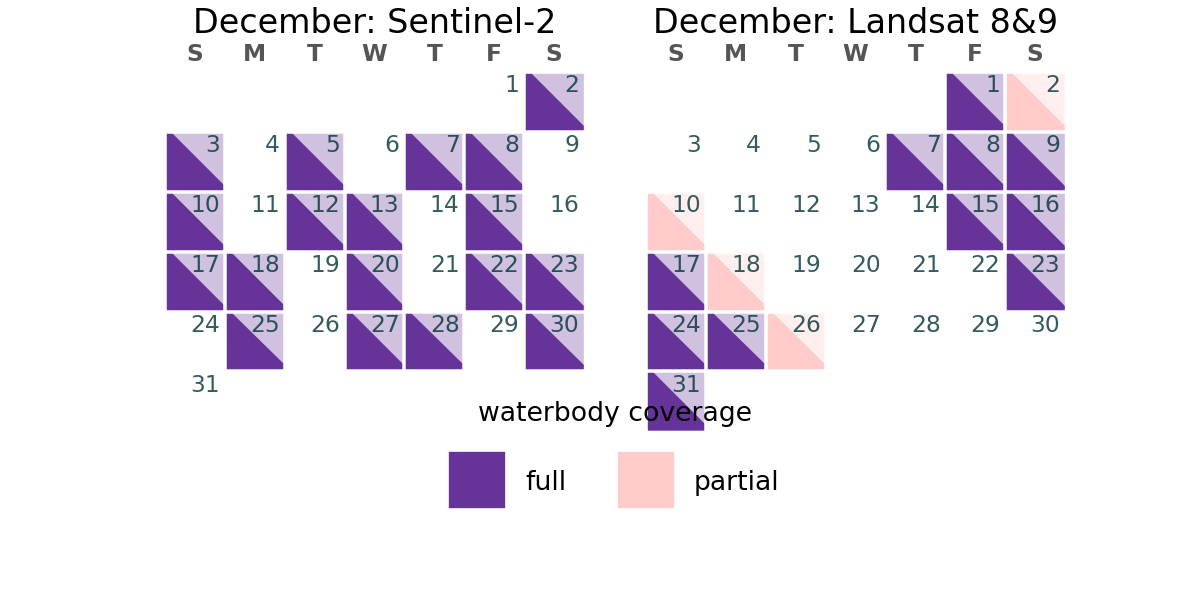 December: Sentinel-2
S M T W T F S
1 2
3 4 5 6 7 8 9
10 11 12 13 14 15 16
17 18 19 20 21 22 23
24 25 26 27 28 29 30
31
December: Landsat 8&9
S M T W T F S
1 2
3 4 5 6 7 8 9
10 11 12 13 14 15 16
17 18 19 20 21 22 23
24 25 26 27 28 29 30
31
waterbody coverage
full
partial